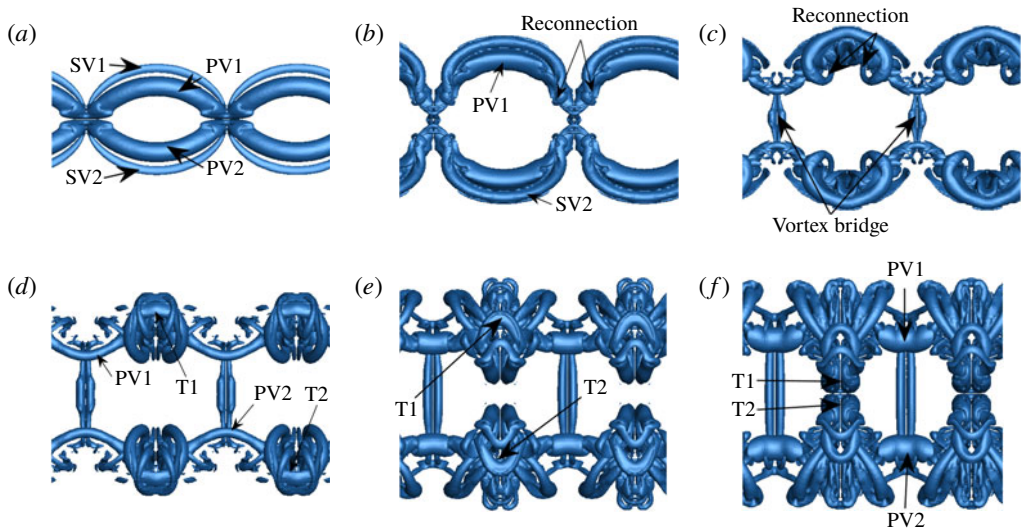 (a)
SV1
PV1
SV2
PV2
(b)
Reconnection
PV1
SV2
(c)
Reconnection
Vortex bridge
(d)
PV1
T1
PV2
T2
(e)
T1
T2
(f)
PV1
T1
T2
PV2